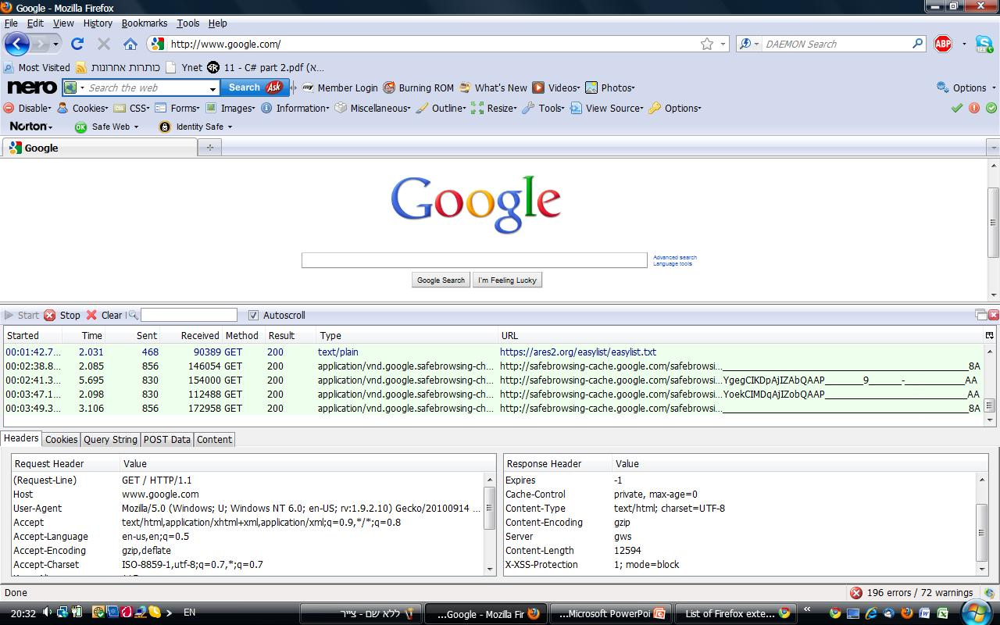 Google - Mozilla Firefox
File Edit View History Bookmarks Tools Help
http://www.google.com/ DAEMON Search ABP
Most Visited כותרות אחרונות Ynet 11 - C# part 2.pdf (א...
nero Search the web Search Ask my Member Login Burning ROM What's New Videos Photos Options
Disable Cookies CSS Forms Images Information Miscellaneous Outline Resize Tools View Source Options
Norton OK Safe Web Identity Safe
Google
Google
Advanced search
Language tools
Google Search I'm Feeling Lucky
Start Stop Clear Autoscroll
Started Time Sent Received Method Result Type URL
00:01:42.7... 2.031 468 90389 GET 200 text/plain https://ares2.org/easylist/easylist.txt
00:02:38.8... 2.085 856 146054 GET 200 application/vnd.google.safebrowsing-ch... http://safebrowsing-cache.google.com/safebrowsi...________________________________________8A
00:02:41.3... 5.695 830 154000 GET 200 application/vnd.google.safebrowsing-ch... http://safebrowsing-cache.google.com/safebrowsi...YgegCIKDpAjIZAbQAAP_______9______-___________AA
00:03:47.1... 2.098 830 112488 GET 200 application/vnd.google.safebrowsing-ch... http://safebrowsing-cache.google.com/safebrowsi...YoekCIMDqAjIZobQAAP__________________________AA
00:03:49.3... 3.106 856 172958 GET 200 application/vnd.google.safebrowsing-ch... http://safebrowsing-cache.google.com/safebrowsi...________________________________________8A
Headers Cookies Query String POST Data Content
Request Header Value
(Request-Line) GET / HTTP/1.1
Host www.google.com
User-Agent Mozilla/5.0 (Windows; U; Windows NT 6.0; en-US; rv:1.9.2.10) Gecko/20100914 ...
Accept text/html,application/xhtml+xml,application/xml;q=0.9,*/*;q=0.8
Accept-Language en-us,en;q=0.5
Accept-Encoding gzip,deflate
Accept-Charset ISO-8859-1,utf-8;q=0.7,*;q=0.7
Response Header Value
Expires -1
Cache-Control private, max-age=0
Content-Type text/html; charset=UTF-8
Content-Encoding gzip
Server gws
Content-Length 12594
X-XSS-Protection 1; mode=block
Done 196 errors / 72 warnings
20:32 EN ללא שם - צייר ...Google - Mozilla Fir ...Microsoft PowerPoi List of Firefox exte...